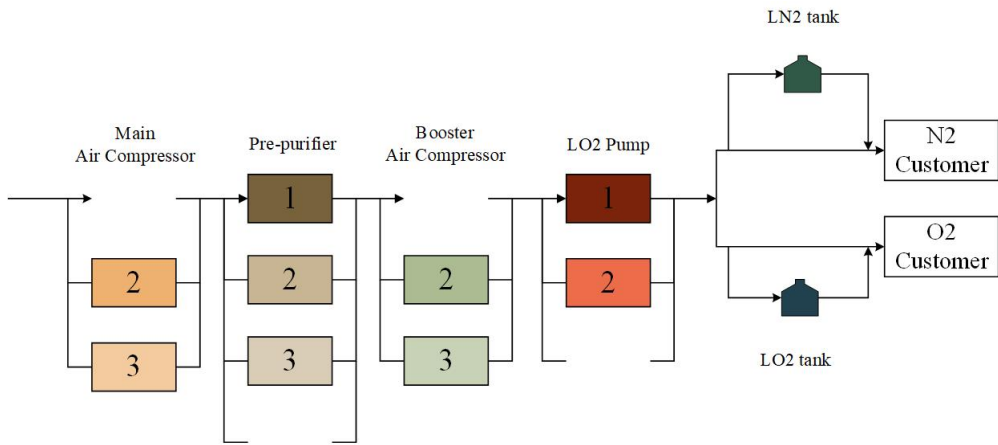 LN2 tank
Main
Air Compressor
Pre-purifier
Booster
Air Compressor
LO2 Pump
N2
Customer
1
1
2
2
2
2
O2
Customer
3
3
3
LO2 tank